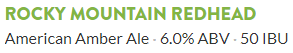 ROCKY MOUNTAIN REDHEAD
American Amber Ale · 6.0% ABV · 50 IBU